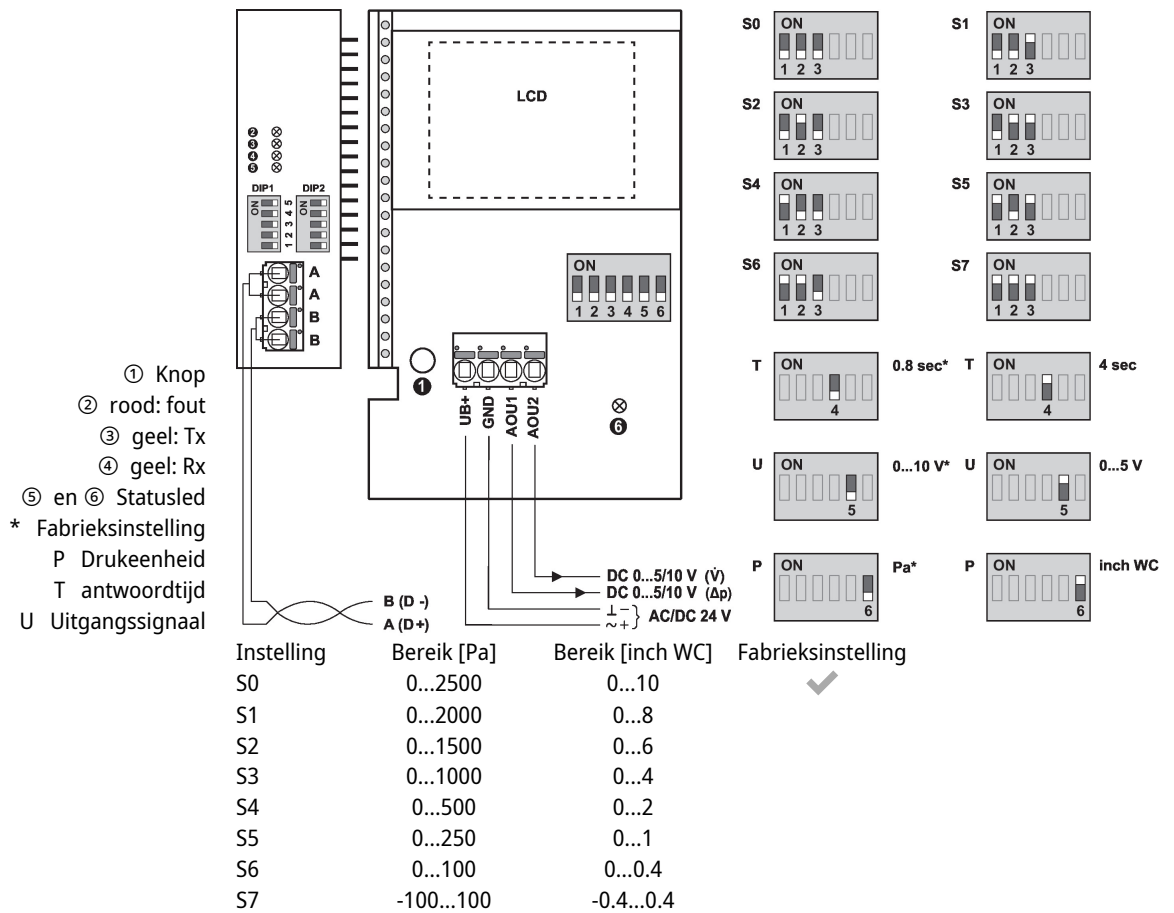 S0 ON
1 2 3
S1 ON
1 2 3
LCD
S2 ON
1 2 3
S3 ON
1 2 3
❷ ⊗
❸ ⊗
❹ ⊗
❺ ⊗
DIP1 DIP2
ON 1 2 3 4 5 ON
S4 ON
1 2 3
S5 ON
1 2 3
A
A
B
B
ON
1 2 3 4 5 6
S6 ON
1 2 3
S7 ON
1 2 3
❶
UB+
GND
AOU1
AOU2
❻
T ON 0.8 sec*
4
T ON 4 sec
4
U ON 0...10 V*
5
U ON 0...5 V
5
P ON Pa*
6
P ON inch WC
6
① Knop
② rood: fout
③ geel: Tx
④ geel: Rx
⑤ en ⑥ Statusled
* Fabrieksinstelling
P Drukeenheid
T antwoordtijd
U Uitgangssignaal
B (D -)
A (D+)
DC 0...5/10 V (V̇)
DC 0...5/10 V (Δp)
⊥ −
~ + } AC/DC 24 V
Instelling Bereik [Pa] Bereik [inch WC] Fabrieksinstelling
S0 0...2500 0...10 ✔
S1 0...2000 0...8
S2 0...1500 0...6
S3 0...1000 0...4
S4 0...500 0...2
S5 0...250 0...1
S6 0...100 0...0.4
S7 -100...100 -0.4...0.4